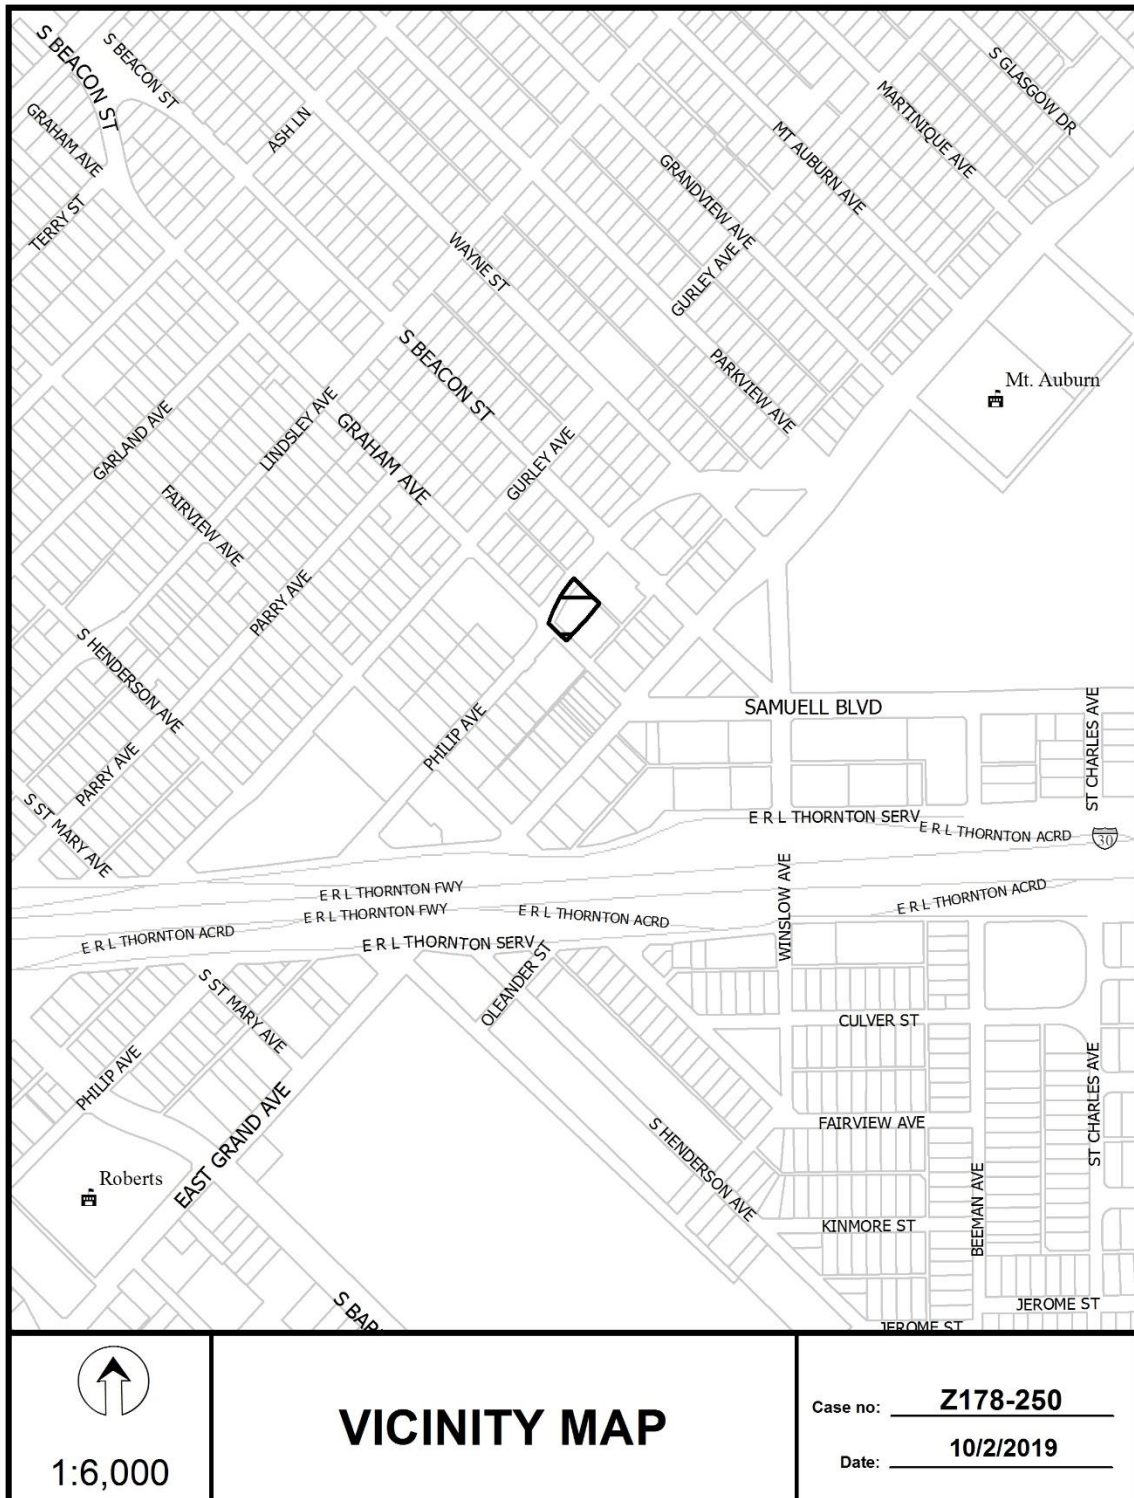 S BEACON ST
S BEACON ST
GRAHAM AVE
TERRY ST
ASH LN
S GLASGOW DR
MARTINIQUE AVE
MT AUBURN AVE
GRANDVIEW AVE
GURLEY AVE
WAYNE ST
PARKVIEW AVE
Mt. Auburn
S BEACON ST
GRAHAM AVE
LINDSLEY AVE
GARLAND AVE
GURLEY AVE
FAIRVIEW AVE
PARRY AVE
S HENDERSON AVE
PARRY AVE
S ST MARY AVE
PHILIP AVE
SAMUELL BLVD
ST CHARLES AVE
E R L THORNTON SERV
E R L THORNTON ACRD
30
E R L THORNTON FWY
E R L THORNTON FWY
E R L THORNTON ACRD
E R L THORNTON ACRD
E R L THORNTON ACRD
E R L THORNTON SERV
WINSLOW AVE
OLEANDER ST
S ST MARY AVE
PHILIP AVE
CULVER ST
ST CHARLES AVE
FAIRVIEW AVE
S HENDERSON AVE
EAST GRAND AVE
Roberts
BEEMAN AVE
KINMORE ST
JEROME ST
JEROME ST
S BAR
1:6,000
VICINITY MAP
Case no: Z178-250
Date: 10/2/2019